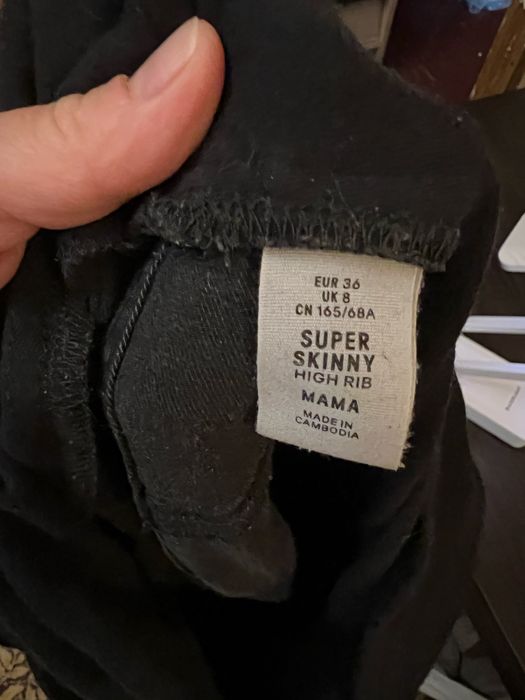 EUR 36
UK 8
CN 165/68A
SUPER
SKINNY
HIGH RIB
MAMA
MADE IN
CAMBODIA